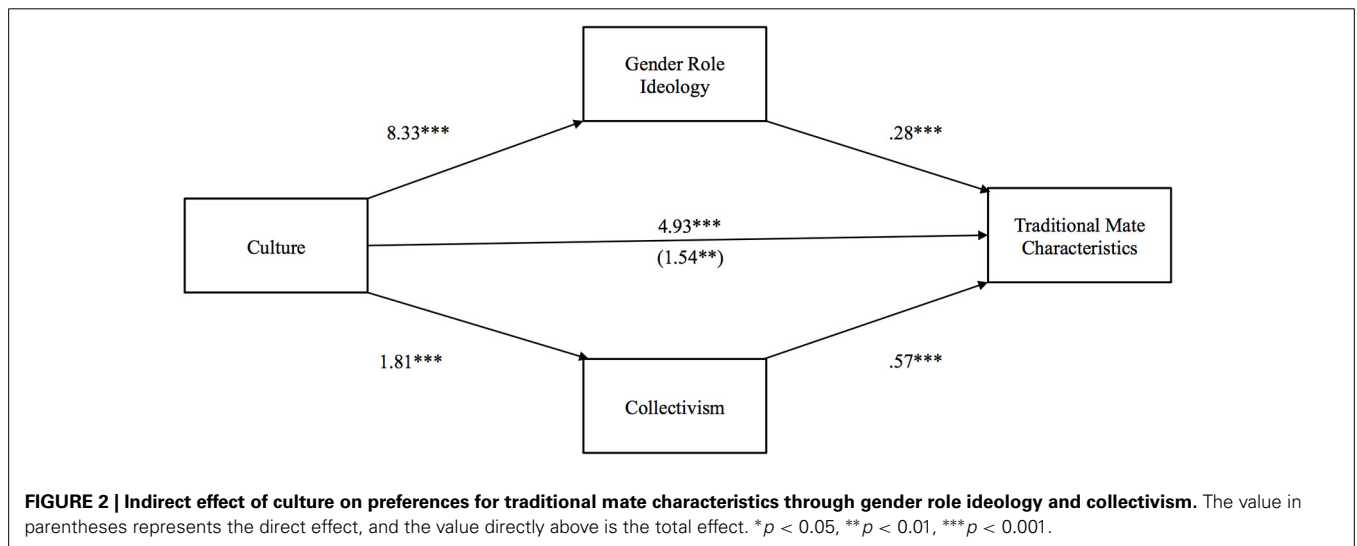 Gender Role
Ideology
8.33***
.28***
Culture
4.93***
(1.54**)
Traditional Mate
Characteristics
1.81***
.57***
Collectivism
FIGURE 2 | Indirect effect of culture on preferences for traditional mate characteristics through gender role ideology and collectivism. The value in
parentheses represents the direct effect, and the value directly above is the total effect. *p < 0.05, **p < 0.01, ***p < 0.001.